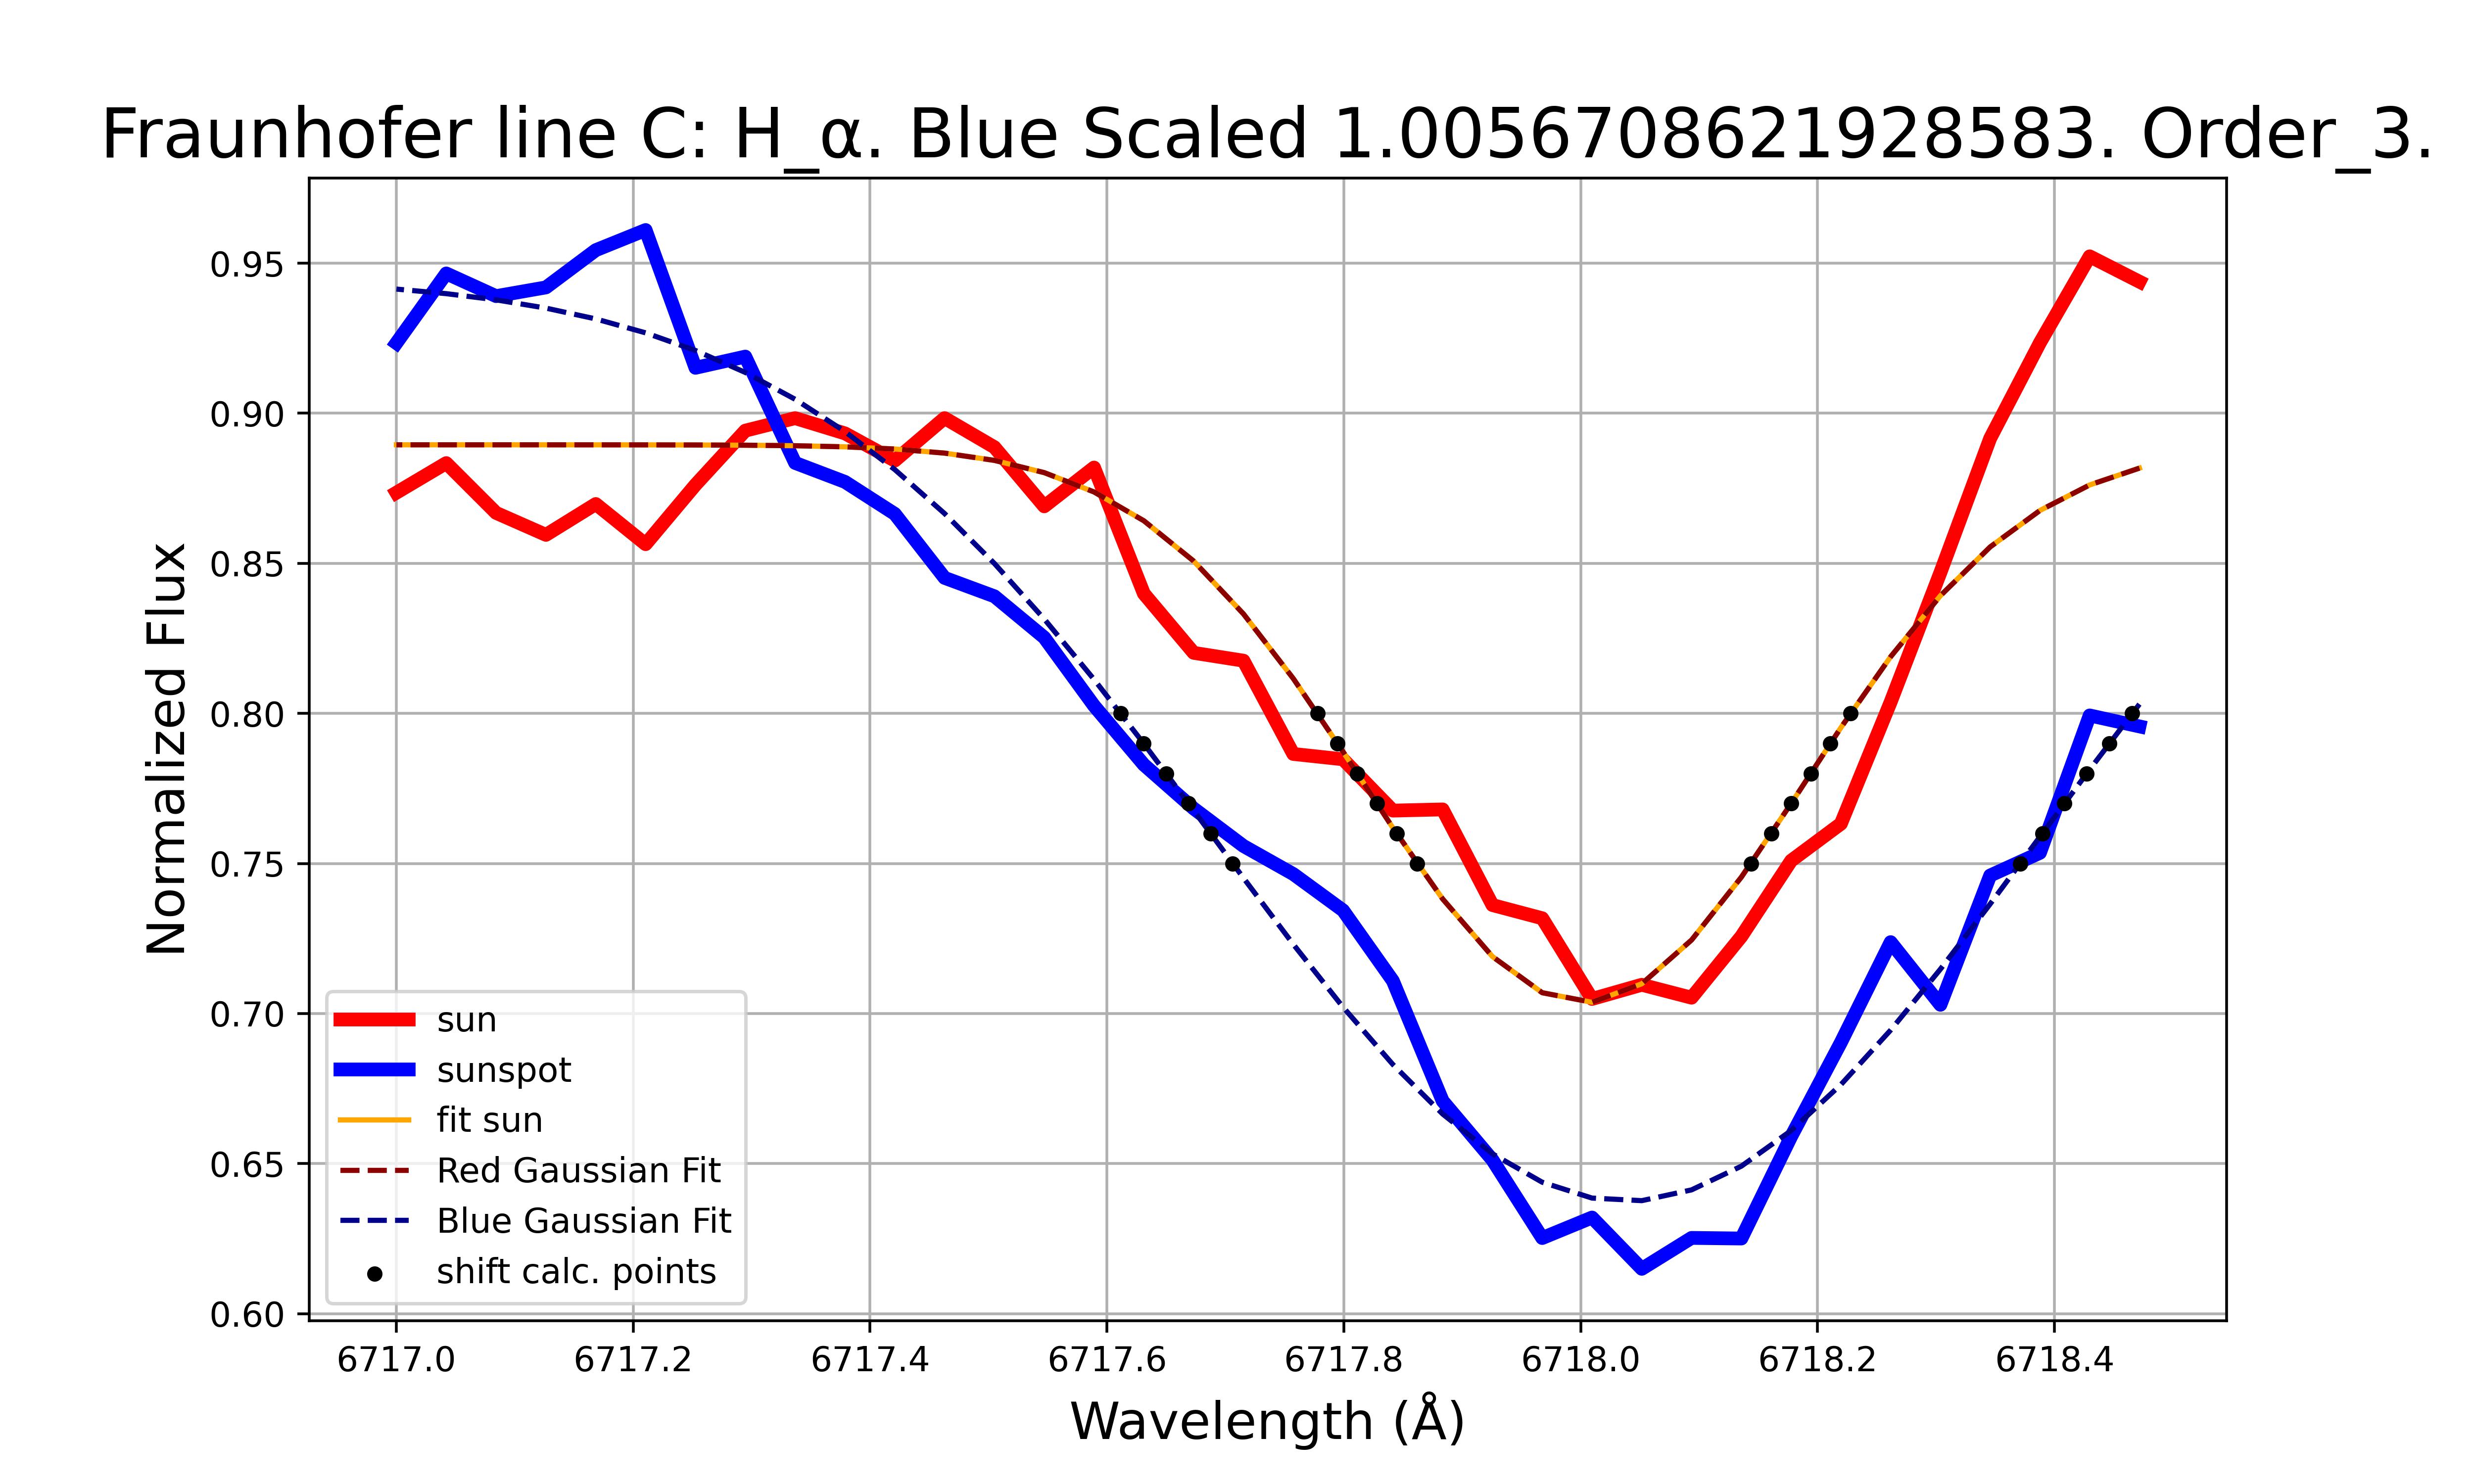 Fraunhofer line C: H_α. Blue Scaled 1.0056708621928583. Order_3.
Normalized Flux
0.95
0.90
0.85
0.80
0.75
0.70
0.65
0.60
sun
sunspot
fit sun
Red Gaussian Fit
Blue Gaussian Fit
shift calc. points
6717.0 6717.2 6717.4 6717.6 6717.8 6718.0 6718.2 6718.4
Wavelength (Å)